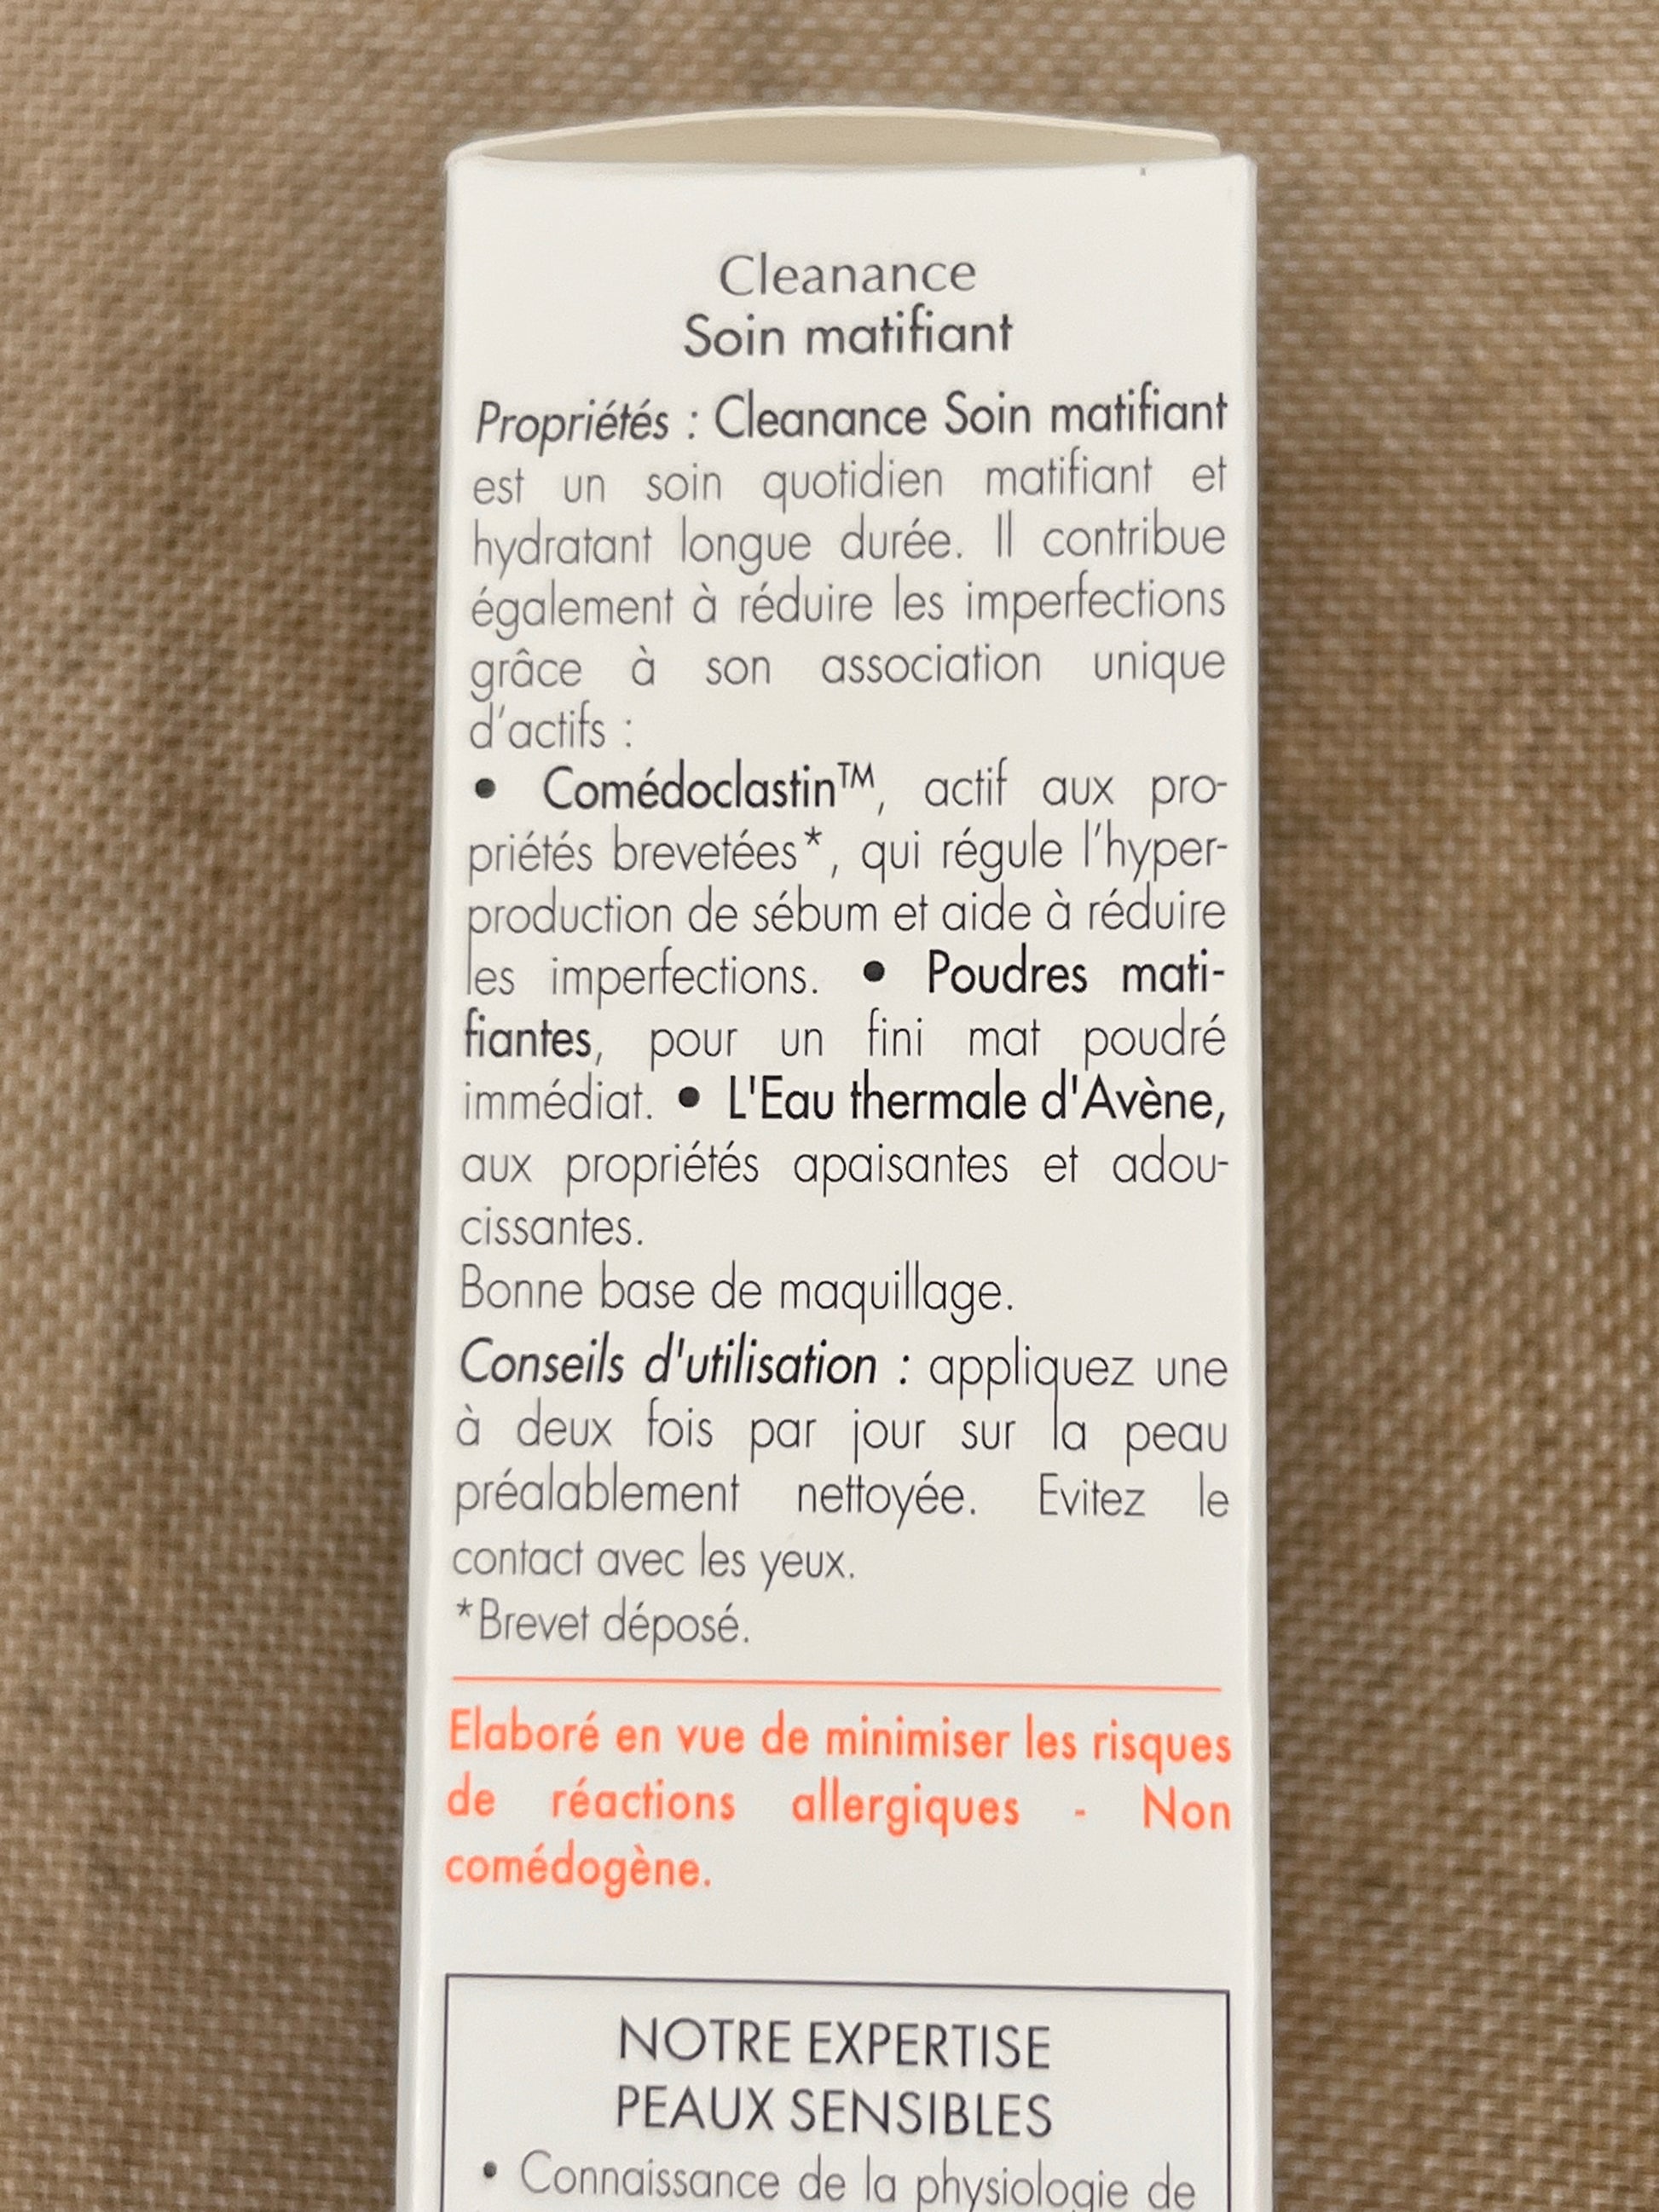 Cleanance
Soin matifiant
Propriétés : Cleanance Soin matifiant
est un soin quotidien matifiant et
hydratant longue durée. Il contribue
également à réduire les imperfections
grâce à son association unique
d’actifs :
• Comédoclastin™, actif aux pro-
priétés brevetées*, qui régule l’hyper-
production de sébum et aide à réduire
les imperfections. • Poudres mati-
fiantes, pour un fini mat poudré
immédiat. • L'Eau thermale d'Avène,
aux propriétés apaisantes et adou-
cissantes.
Bonne base de maquillage.
Conseils d'utilisation : appliquez une
à deux fois par jour sur la peau
préalablement nettoyée. Evitez le
contact avec les yeux.
*Brevet déposé.
Elaboré en vue de minimiser les risques
de réactions allergiques - Non
comédogène.
NOTRE EXPERTISE
PEAUX SENSIBLES
• Connaissance de la physiologie de